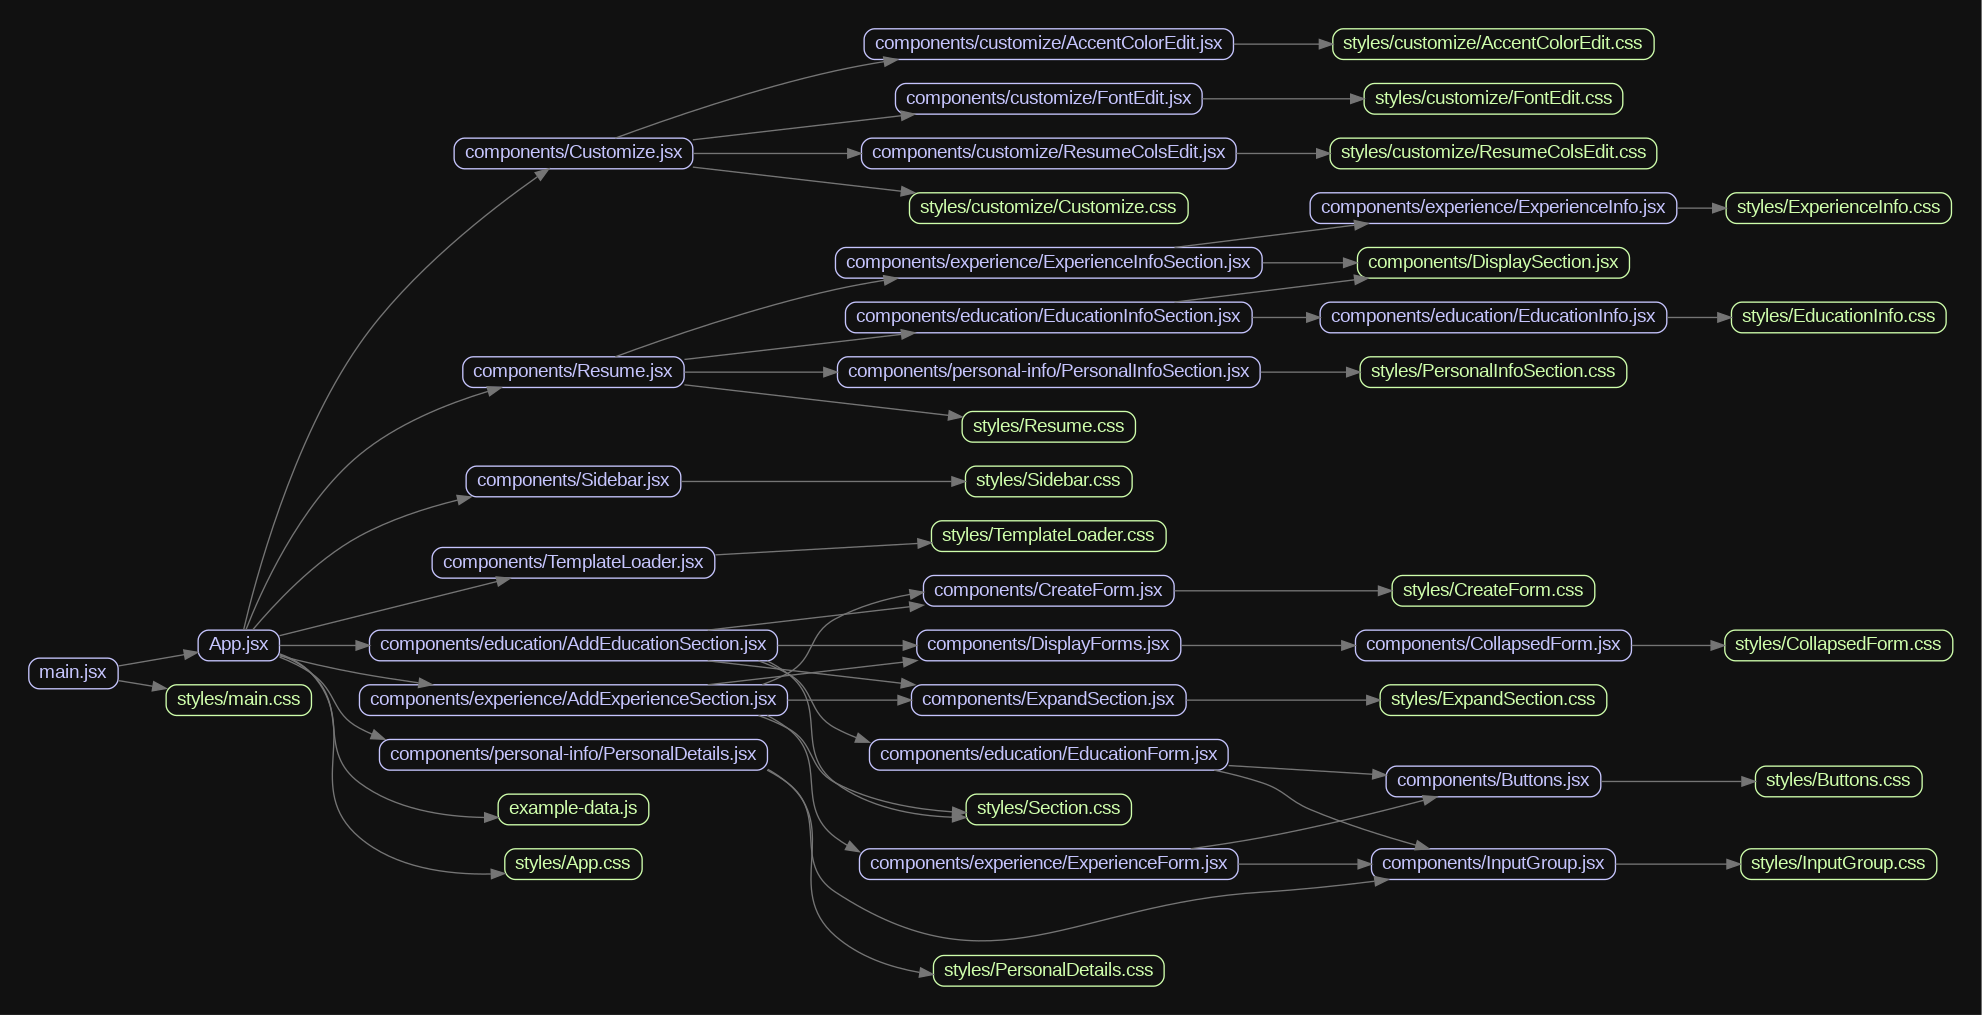 components/customize/AccentColorEdit.jsx
styles/customize/AccentColorEdit.css
components/customize/FontEdit.jsx
styles/customize/FontEdit.css
components/Customize.jsx
components/customize/ResumeColsEdit.jsx
styles/customize/ResumeColsEdit.css
styles/customize/Customize.css
components/experience/ExperienceInfo.jsx
styles/ExperienceInfo.css
components/experience/ExperienceInfoSection.jsx
components/DisplaySection.jsx
components/education/EducationInfoSection.jsx
components/education/EducationInfo.jsx
styles/EducationInfo.css
components/Resume.jsx
components/personal-info/PersonalInfoSection.jsx
styles/PersonalInfoSection.css
styles/Resume.css
components/Sidebar.jsx
styles/Sidebar.css
styles/TemplateLoader.css
components/TemplateLoader.jsx
components/CreateForm.jsx
styles/CreateForm.css
App.jsx
components/education/AddEducationSection.jsx
components/DisplayForms.jsx
components/CollapsedForm.jsx
styles/CollapsedForm.css
main.jsx
styles/main.css
components/experience/AddExperienceSection.jsx
components/ExpandSection.jsx
styles/ExpandSection.css
components/personal-info/PersonalDetails.jsx
components/education/EducationForm.jsx
components/Buttons.jsx
styles/Buttons.css
example-data.js
styles/Section.css
styles/App.css
components/experience/ExperienceForm.jsx
components/InputGroup.jsx
styles/InputGroup.css
styles/PersonalDetails.css